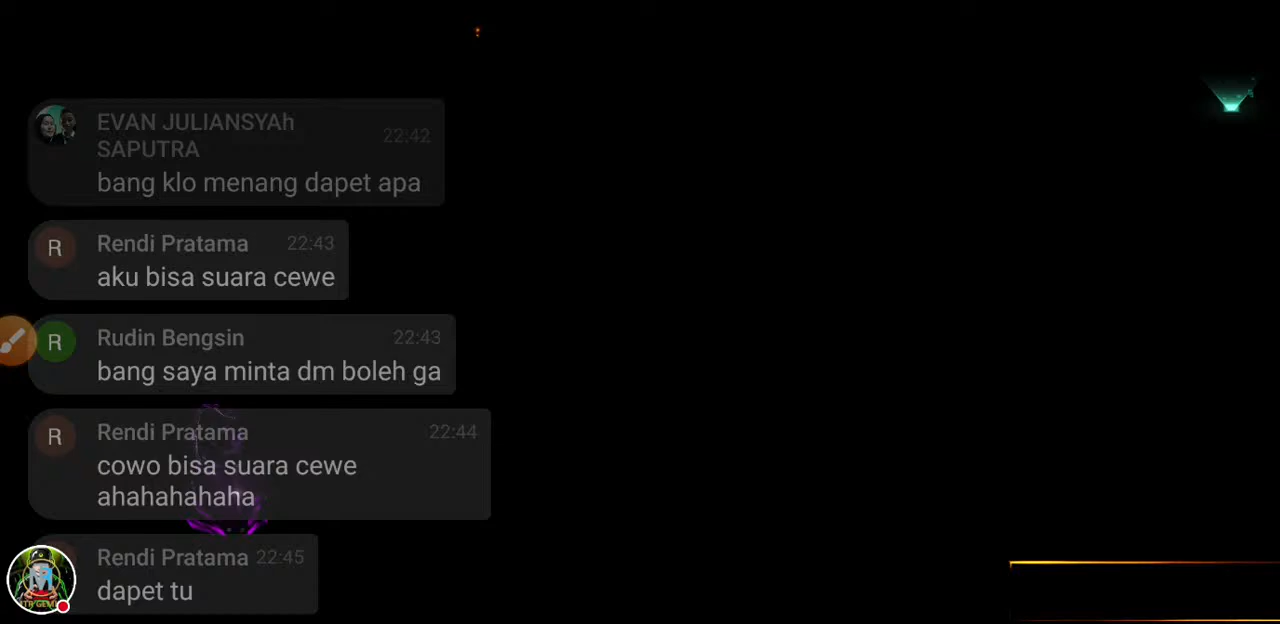 EVAN JULIANSYAh
SAPUTRA 22:42
bang klo menang dapet apa
R Rendi Pratama 22:43
aku bisa suara cewe
R Rudin Bengsin 22:43
bang saya minta dm boleh ga
R Rendi Pratama 22:44
cowo bisa suara cewe
ahahahahaha
Rendi Pratama 22:45
dapet tu